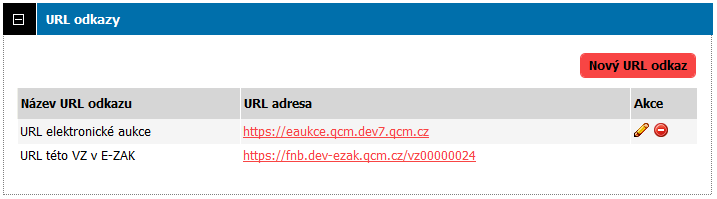 URL odkazy
Nový URL odkaz
Název URL odkazu URL adresa Akce
URL elektronické aukce https://eaukce.qcm.dev7.qcm.cz
URL této VZ v E-ZAK https://fnb.dev-ezak.qcm.cz/vz00000024